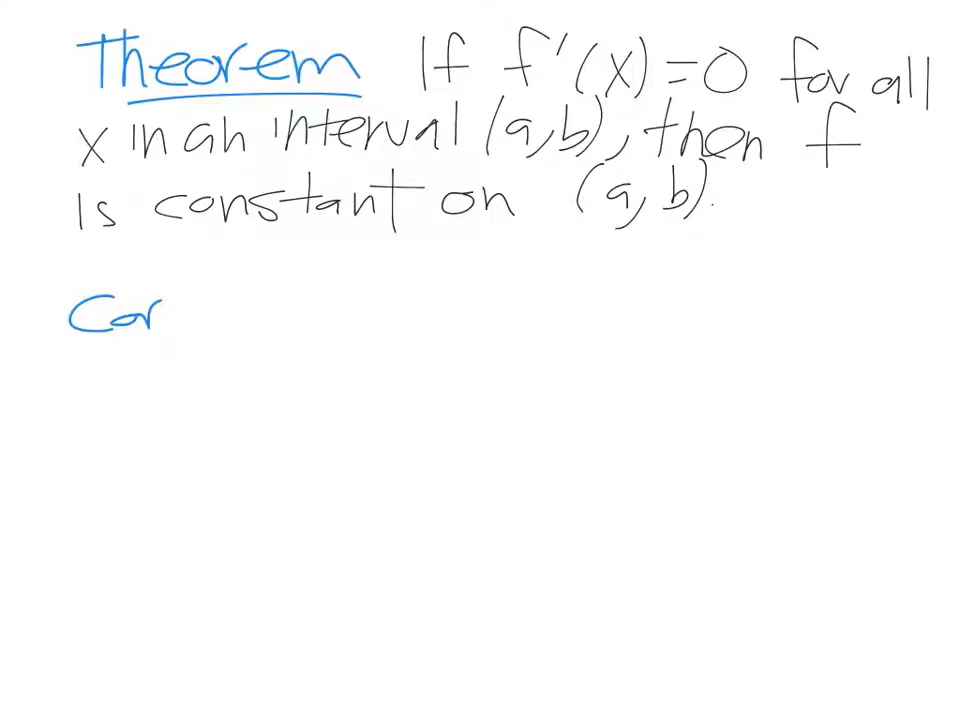 Theorem If f'(x) = 0 for all
x in an interval (a,b), then f
is constant on (a, b).
Cor